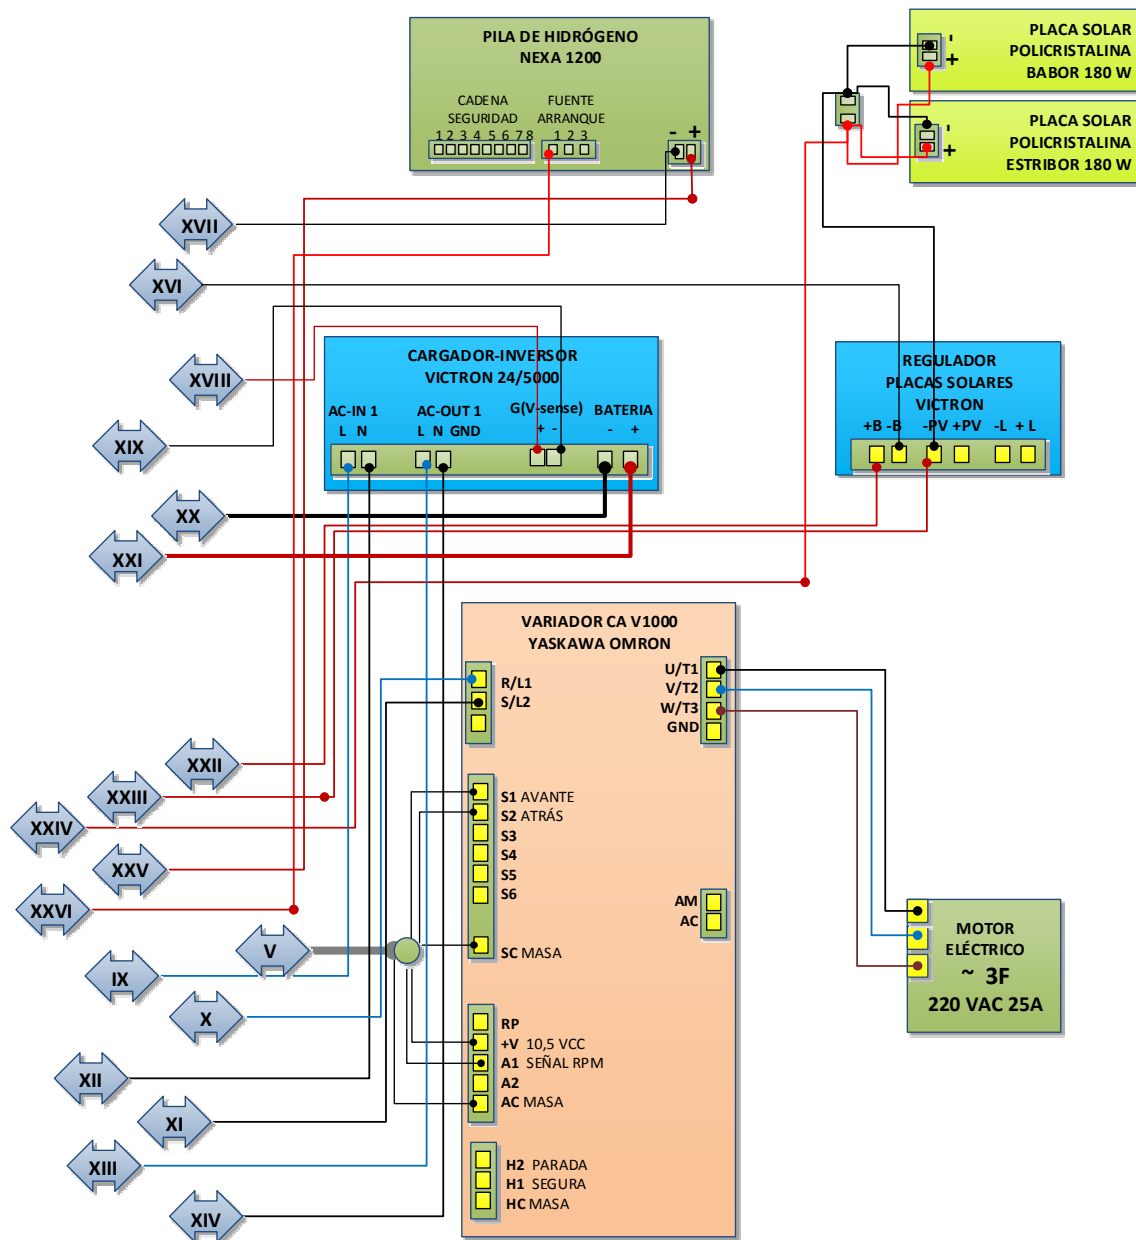 PILA DE HIDRÓGENO
NEXA 1200
CADENA
SEGURIDAD
1 2 3 4 5 6 7 8
FUENTE
ARRANQUE
1 2 3
- +
PLACA SOLAR
POLICRISTALINA
BABOR 180 W
- +
PLACA SOLAR
POLICRISTALINA
ESTRIBOR 180 W
- +
XVII
XVI
XVIII
XIX
XX
XXI
CARGADOR-INVERSOR
VICTRON 24/5000
AC-IN 1
L N
AC-OUT 1
L N GND
G(V-sense)
+ -
BATERIA
- +
REGULADOR
PLACAS SOLARES
VICTRON
+B -B -PV +PV -L + L
VARIADOR CA V1000
YASKAWA OMRON
R/L1
S/L2
U/T1
V/T2
W/T3
GND
XXII
XXIII
XXIV
XXV
XXVI
S1 AVANTE
S2 ATRÁS
S3
S4
S5
S6
SC MASA
AM
AC
V
IX
X
XII
XI
XIII
XIV
RP
+V 10,5 VCC
A1 SEÑAL RPM
A2
AC MASA
H2 PARADA
H1 SEGURA
HC MASA
MOTOR
ELÉCTRICO
~ 3F
220 VAC 25A